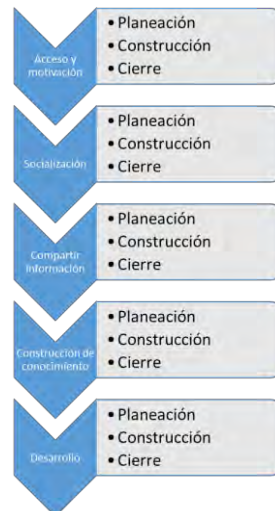 Acceso y
motivación
• Planeación
• Construcción
• Cierre
Socialización
• Planeación
• Construcción
• Cierre
Compartir
información
• Planeación
• Construcción
• Cierre
Construcción de
conocimiento
• Planeación
• Construcción
• Cierre
Desarrollo
• Planeación
• Construcción
• Cierre